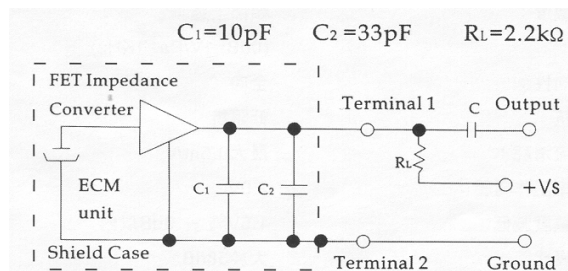 C1=10pF C2=33pF RL=2.2kΩ
FET Impedance
Converter
Terminal 1
C
Output
RL
+Vs
ECM
unit
C1
C2
Shield Case
Terminal 2
Ground